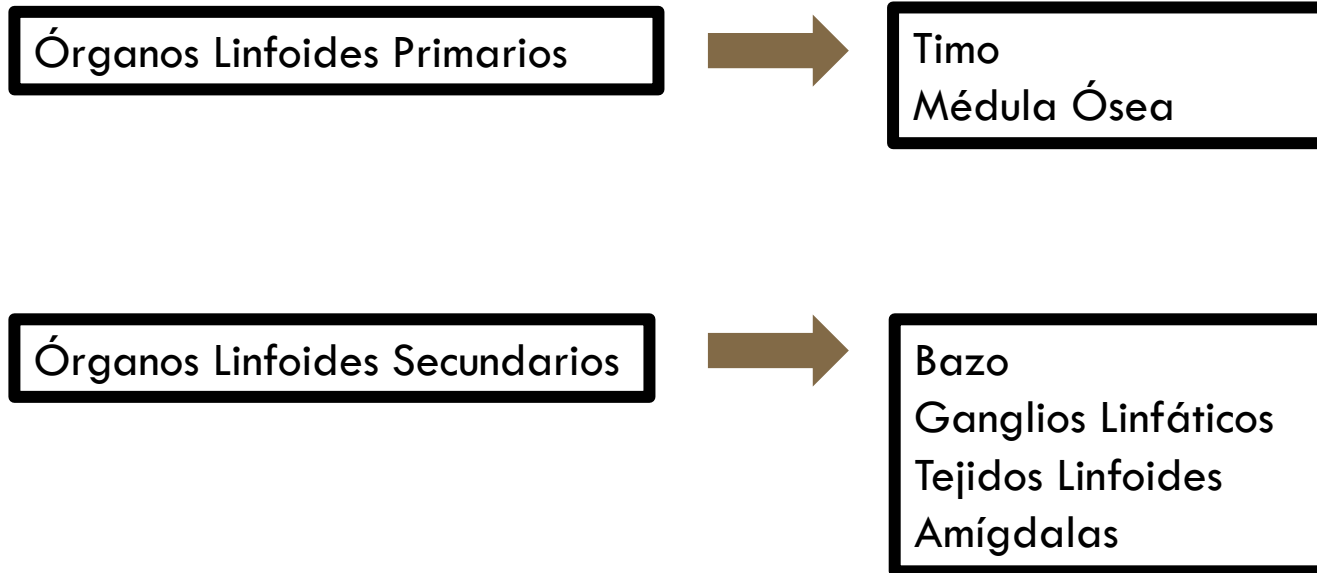 Órganos Linfoides Primarios
Timo
Médula Ósea
Órganos Linfoides Secundarios
Bazo
Ganglios Linfáticos
Tejidos Linfoides
Amígdalas